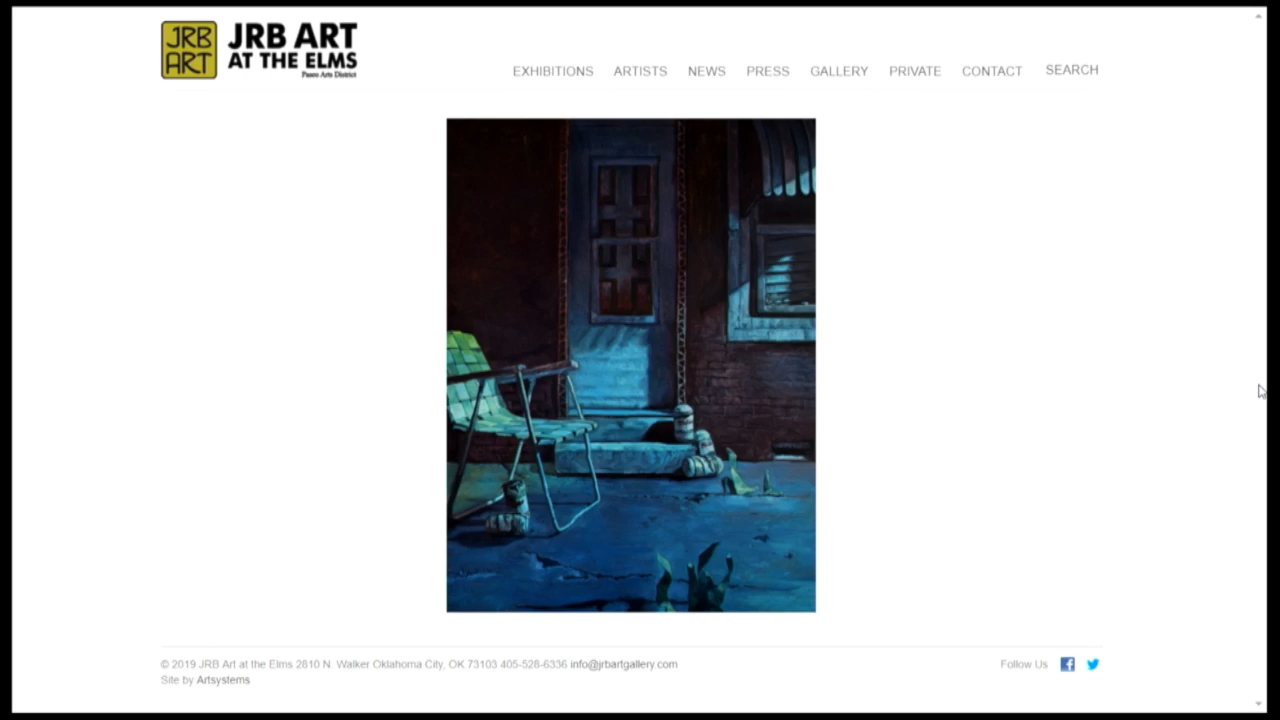 JRB
ART
JRB ART
AT THE ELMS
Paseo Arts District
EXHIBITIONS ARTISTS NEWS PRESS GALLERY PRIVATE CONTACT SEARCH
© 2019 JRB Art at the Elms 2810 N. Walker Oklahoma City, OK 73103 405-528-6336 info@jrbartgallery.com
Follow Us
Site by Artsystems